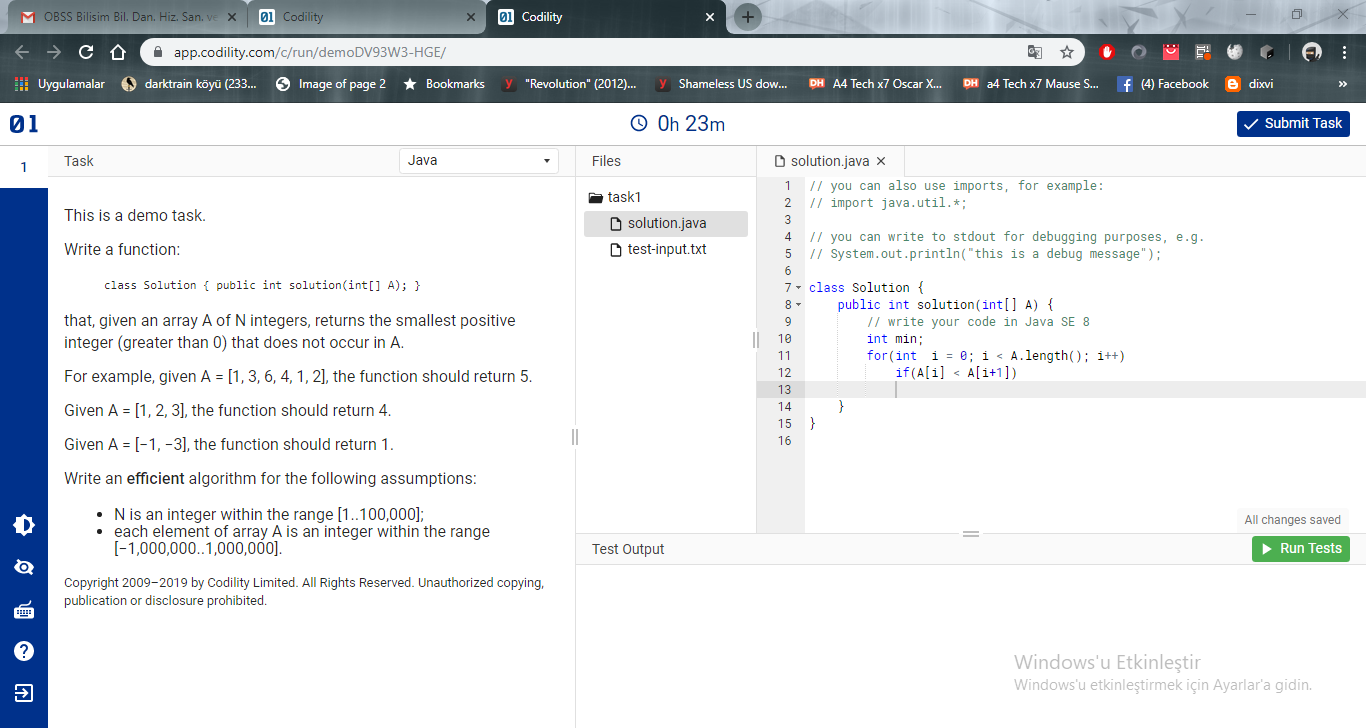 OBSS Bilisim Bil. Dan. Hiz. San. ve
Codility
Codility
app.codility.com/c/run/demoDV93W3-HGE/
Uygulamalar
darktrain köyü (233...
Image of page 2
Bookmarks
"Revolution" (2012)...
Shameless US dow...
A4 Tech x7 Oscar X...
a4 Tech x7 Mause S...
(4) Facebook
dixvi
»
01
0h 23m
Submit Task
1
Task
Java
This is a demo task.
Write a function:
class Solution { public int solution(int[] A); }
that, given an array A of N integers, returns the smallest positive
integer (greater than 0) that does not occur in A.
For example, given A = [1, 3, 6, 4, 1, 2], the function should return 5.
Given A = [1, 2, 3], the function should return 4.
Given A = [−1, −3], the function should return 1.
Write an efficient algorithm for the following assumptions:
• N is an integer within the range [1..100,000];
• each element of array A is an integer within the range
[−1,000,000..1,000,000].
Copyright 2009–2019 by Codility Limited. All Rights Reserved. Unauthorized copying,
publication or disclosure prohibited.
Files
task1
solution.java
test-input.txt
solution.java ×
1 // you can also use imports, for example:
2 // import java.util.*;
3
4 // you can write to stdout for debugging purposes, e.g.
5 // System.out.println("this is a debug message");
6
7 class Solution {
8 public int solution(int[] A) {
9 // write your code in Java SE 8
10 int min;
11 for(int  i = 0; i < A.length(); i++)
12 if(A[i] < A[i+1])
13
14 }
15 }
16
All changes saved
Test Output
Run Tests
Windows'u Etkinleştir
Windows'u etkinleştirmek için Ayarlar'a gidin.